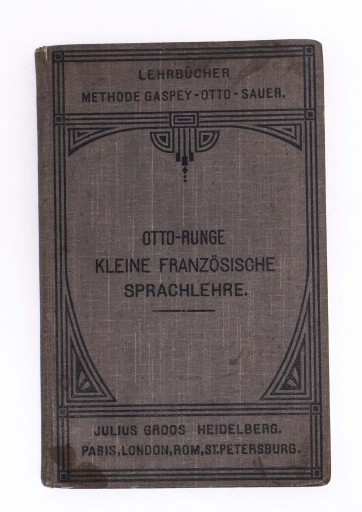 LEHRBÜCHER
METHODE GASPEY-OTTO-SAUER.
OTTO-RUNGE
KLEINE FRANZÖSISCHE
SPRACHLEHRE.
JULIUS GROOS HEIDELBERG.
PARIS, LONDON, ROM, ST. PETERSBURG.